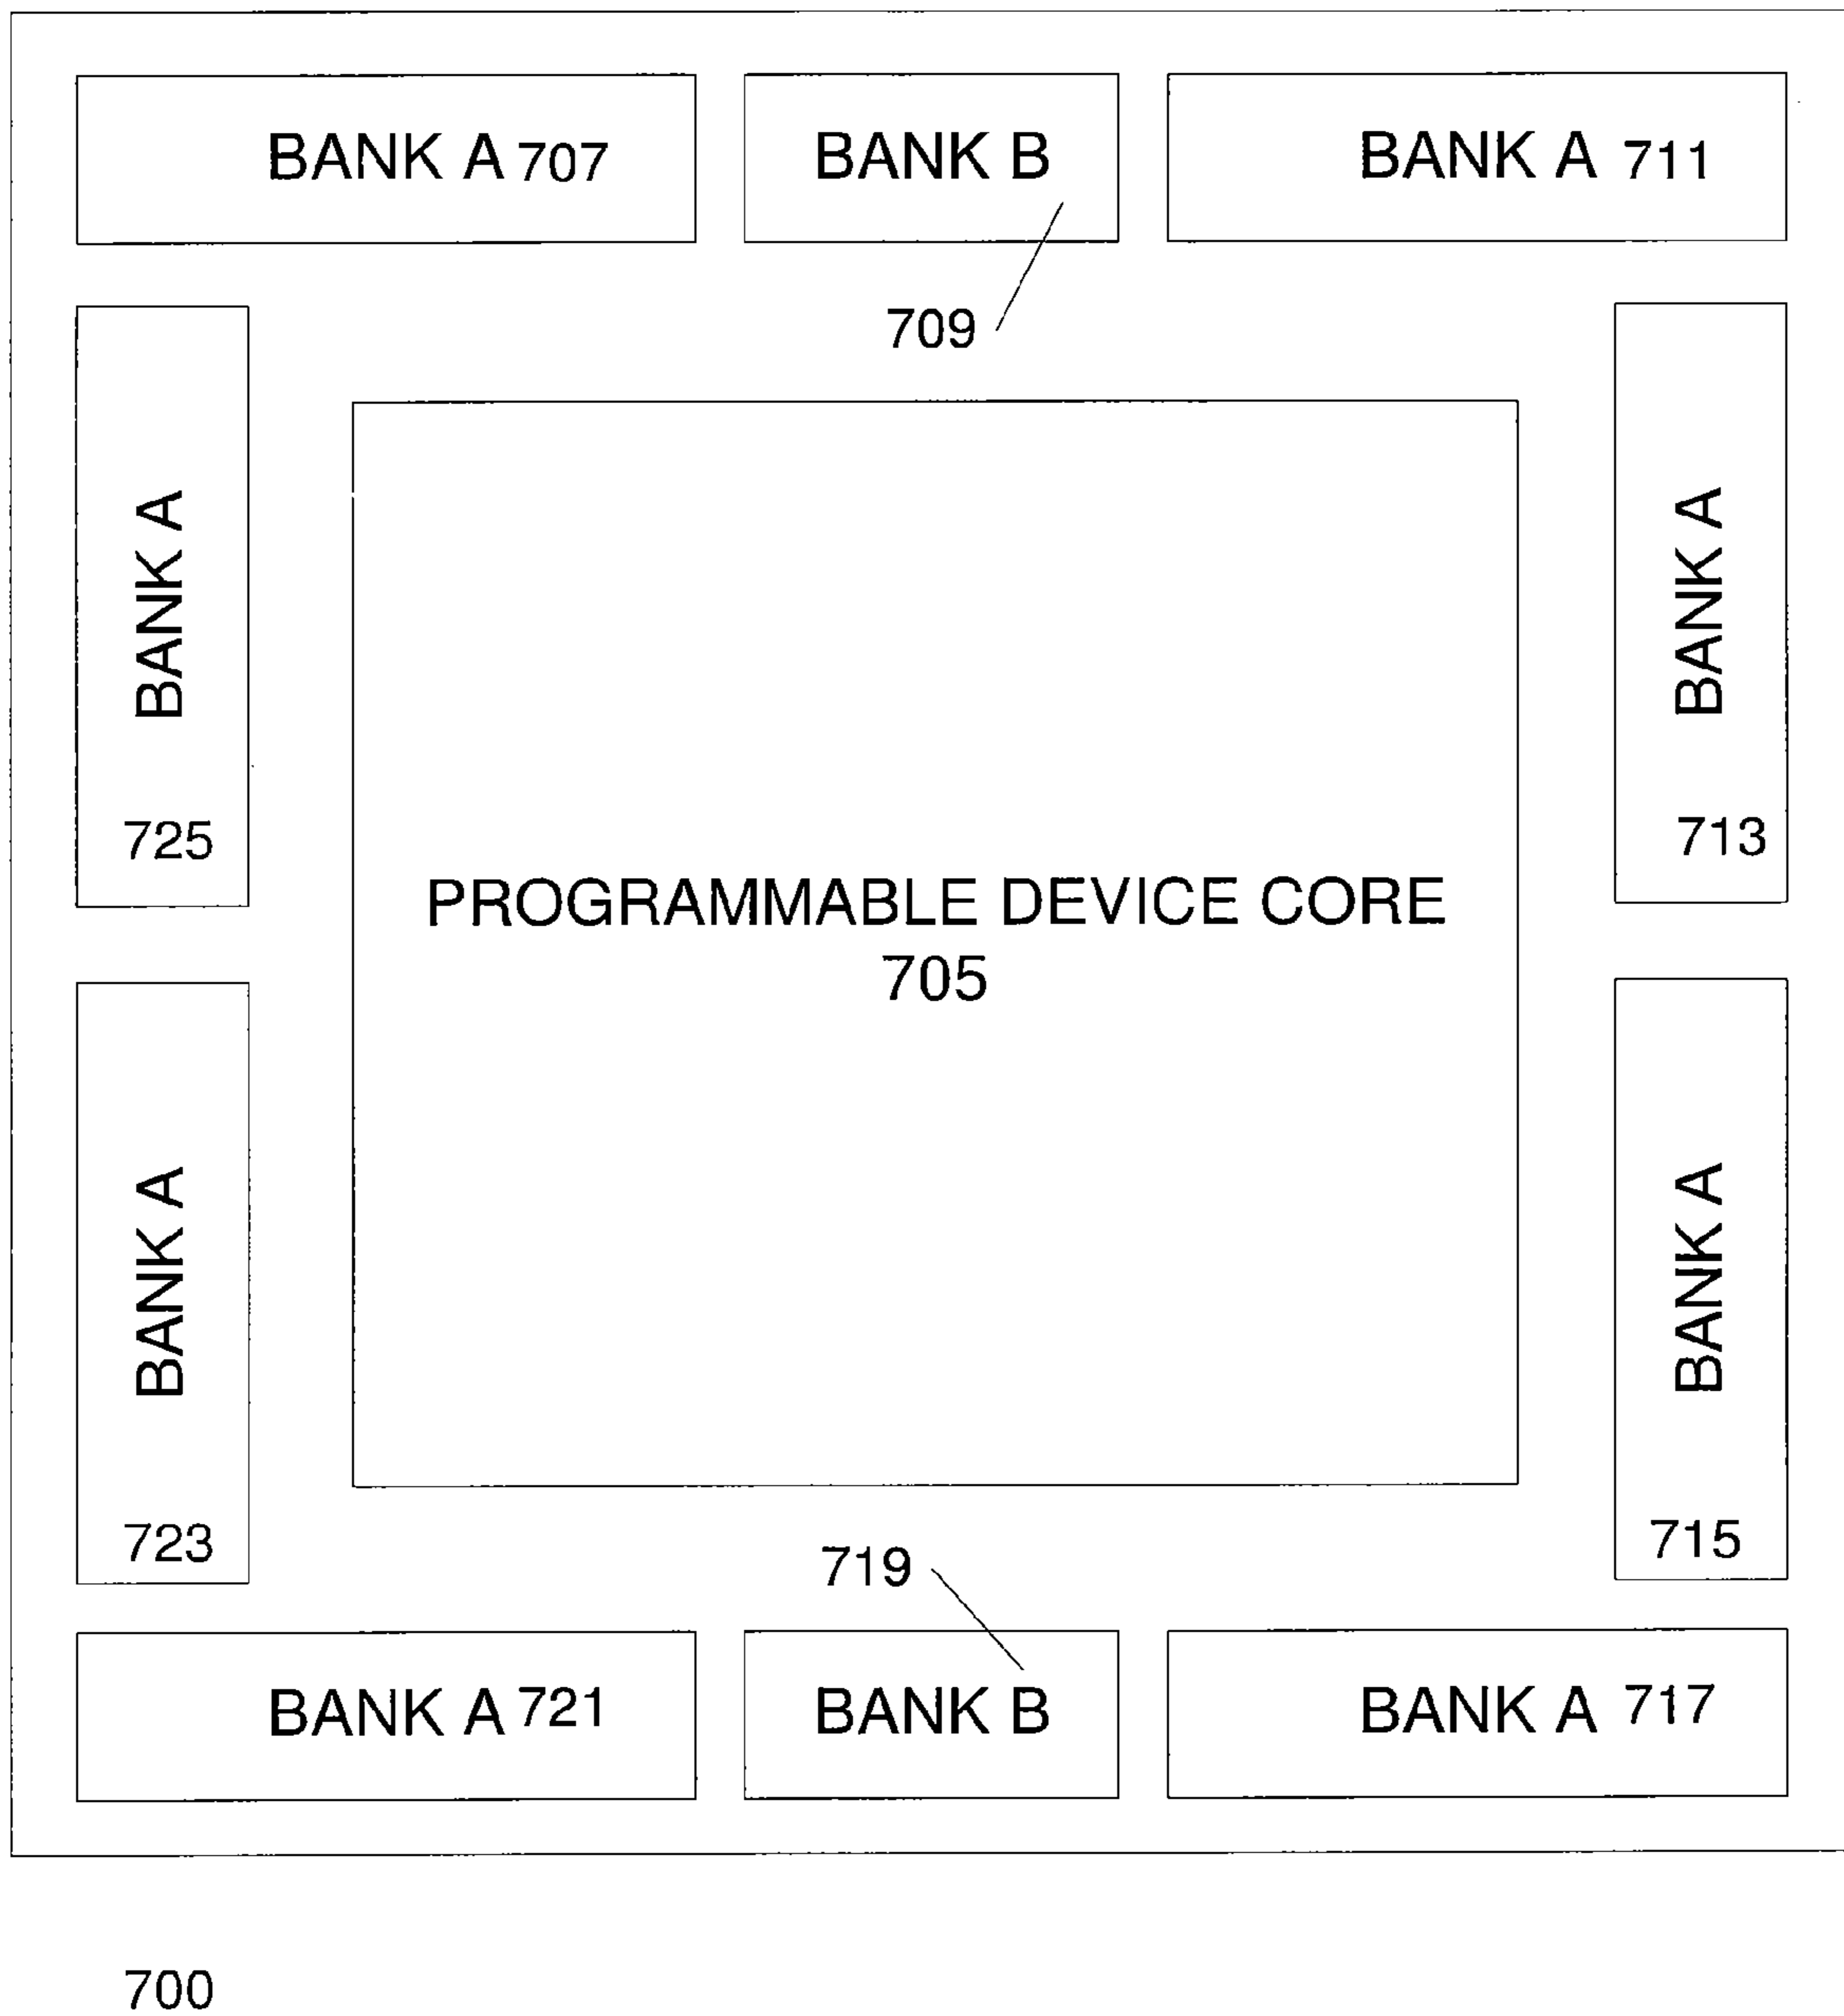 BANK A 707
BANK B
BANK A 711
709
BANK A
725
BANK A
713
PROGRAMMABLE DEVICE CORE
705
BANK A
723
BANK A
715
719
BANK A 721
BANK B
BANK A 717
700